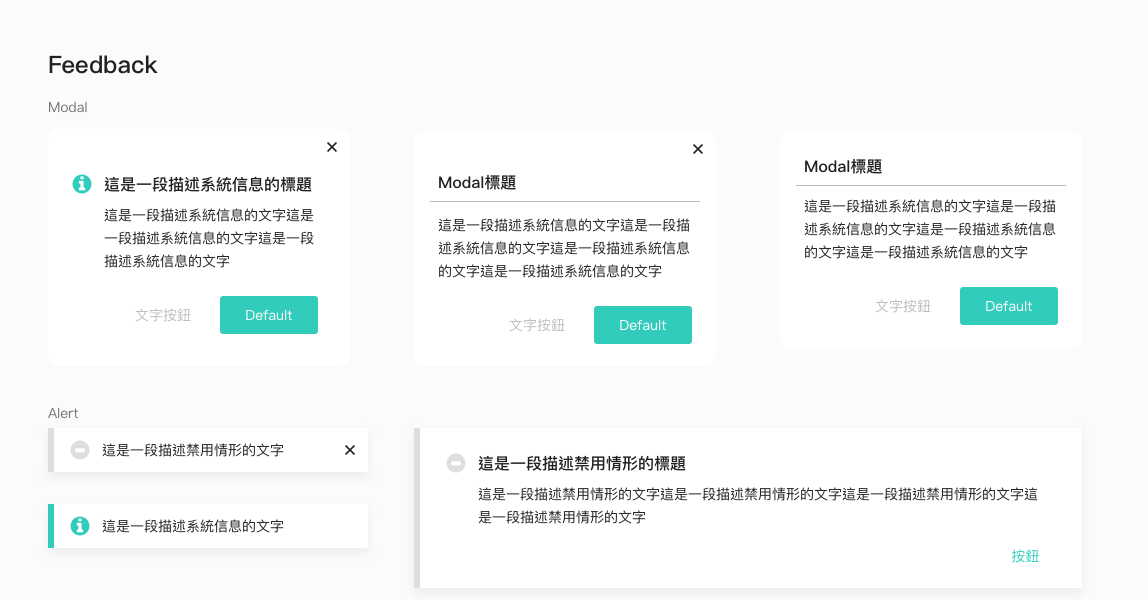 Feedback
Modal
這是一段描述系統信息的標題
這是一段描述系統信息的文字這是
一段描述系統信息的文字這是一段
描述系統信息的文字
文字按鈕
Default
Modal標題
這是一段描述系統信息的文字這是一段描
述系統信息的文字這是一段描述系統信息
的文字這是一段描述系統信息的文字
文字按鈕
Default
Modal標題
這是一段描述系統信息的文字這是一段描
述系統信息的文字這是一段描述系統信息
的文字這是一段描述系統信息的文字
文字按鈕
Default
Alert
這是一段描述禁用情形的文字
這是一段描述系統信息的文字
這是一段描述禁用情形的標題
這是一段描述禁用情形的文字這是一段描述禁用情形的文字這是一段描述禁用情形的文字這
是一段描述禁用情形的文字
按鈕